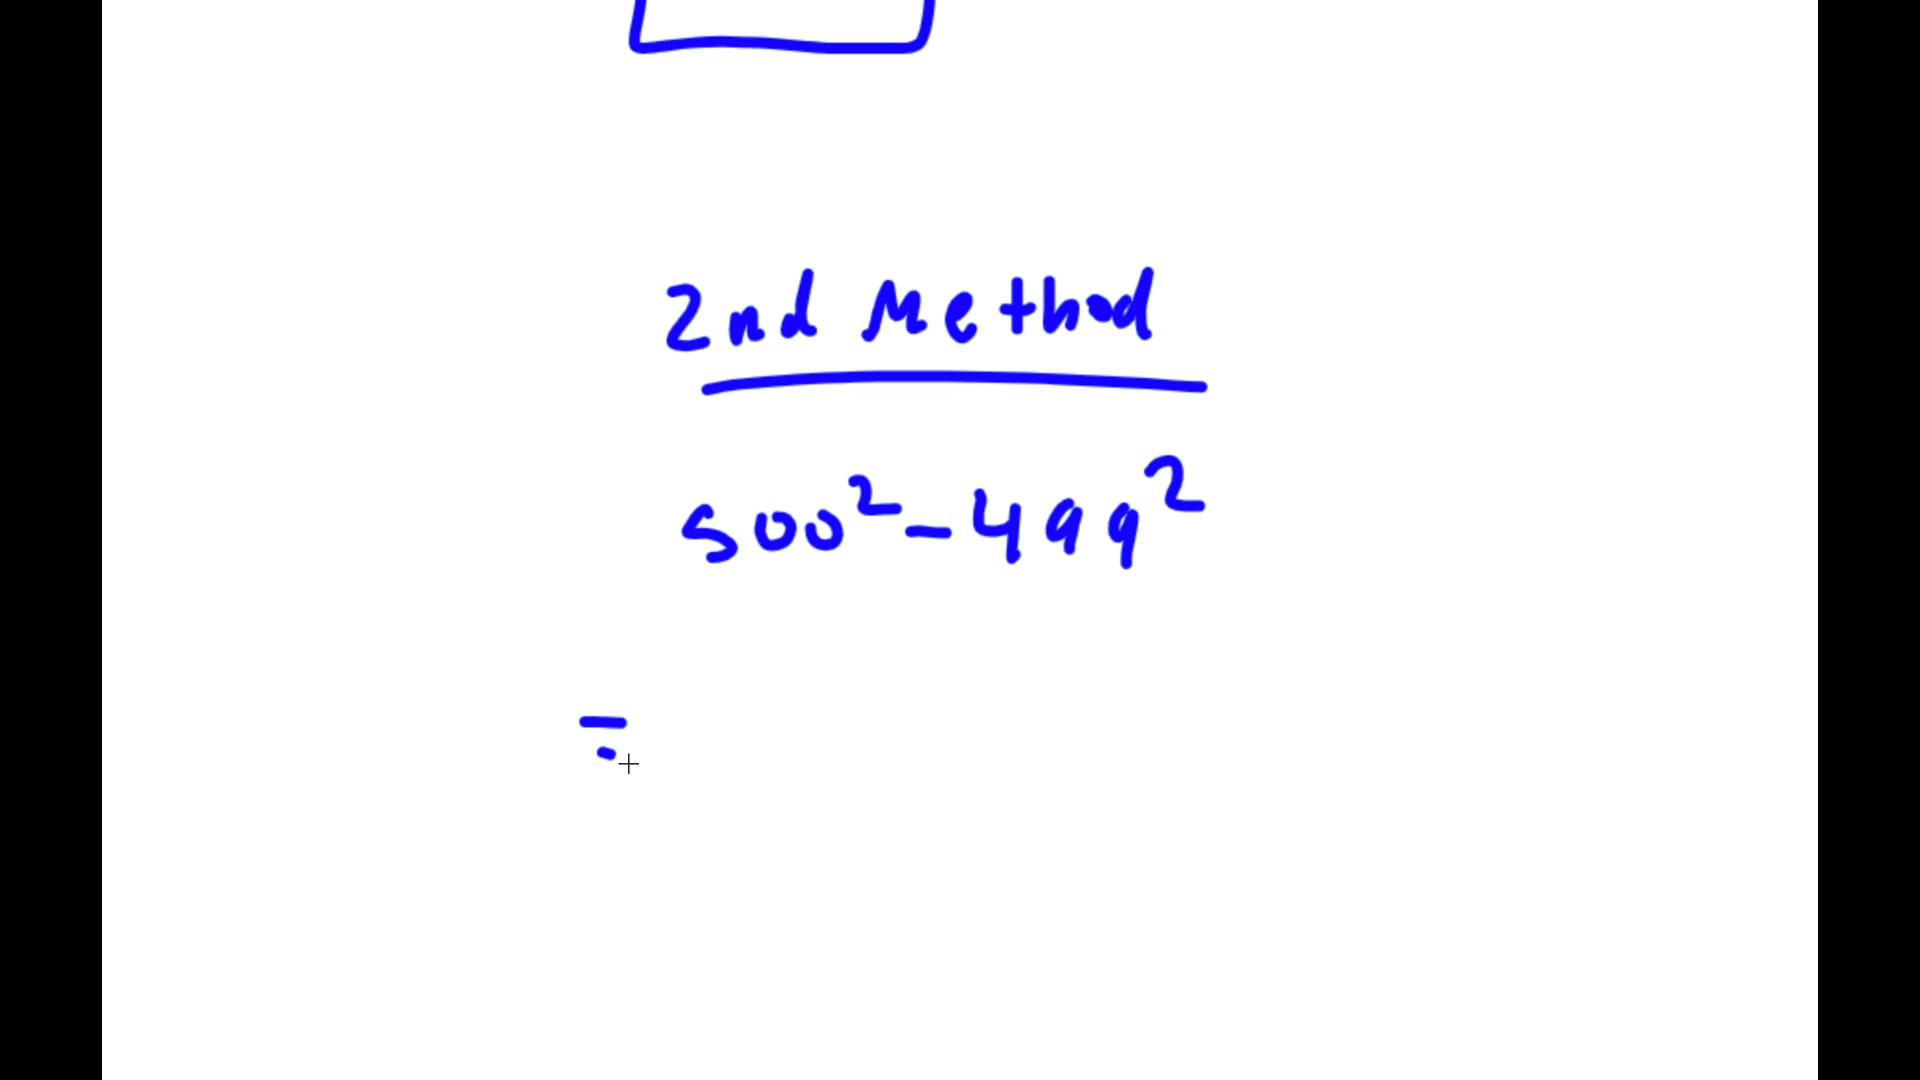 2nd Method
500² - 499²
=